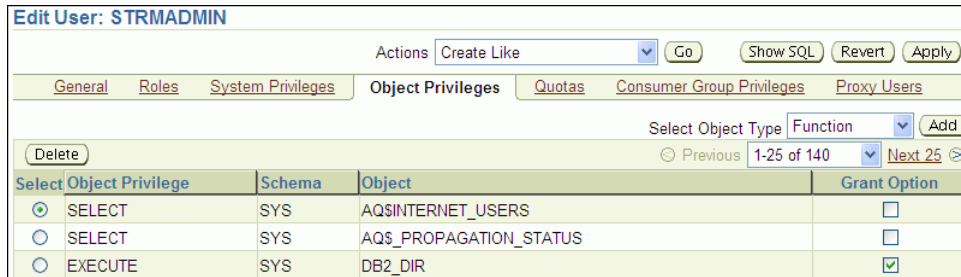 Edit User: STRMADMIN
Actions Create Like Go Show SQL Revert Apply
General Roles System Privileges Object Privileges Quotas Consumer Group Privileges Proxy Users
Select Object Type Function Add
Delete Previous 1-25 of 140 Next 25
Select Object Privilege Schema Object Grant Option
SELECT SYS AQ$INTERNET_USERS
SELECT SYS AQ$_PROPAGATION_STATUS
EXECUTE SYS DB2_DIR